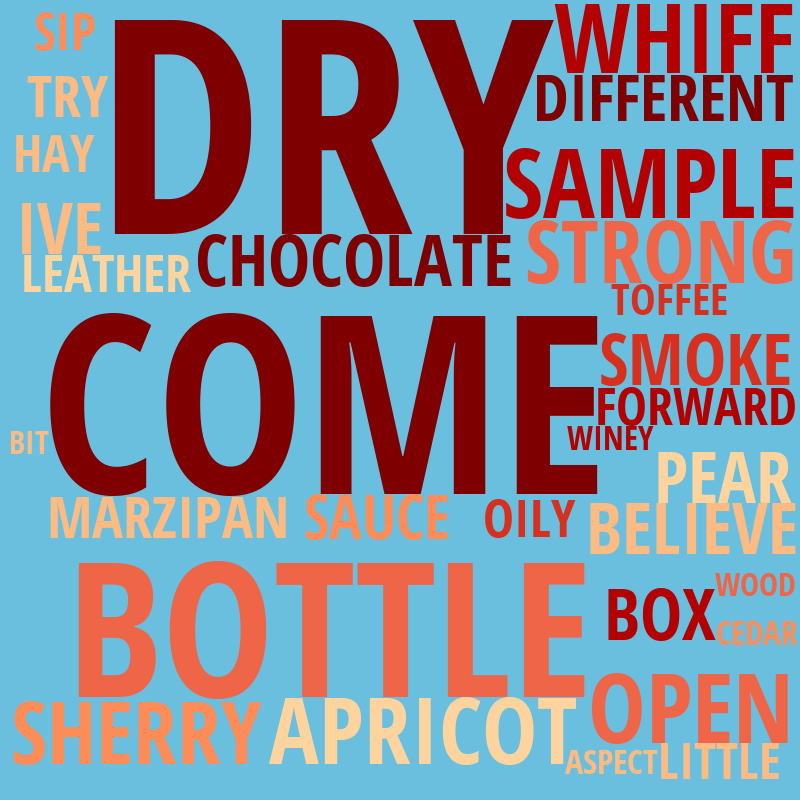 SIP
DRY
WHIFF
TRY
DIFFERENT
HAY
SAMPLE
IVE
STRONG
LEATHER
CHOCOLATE
TOFFEE
COME
SMOKE
FORWARD
BIT
WINEY
PEAR
MARZIPAN
SAUCE
OILY
BELIEVE
BOTTLE
WOOD
BOX
CEDAR
SHERRY
APRICOT
OPEN
ASPECT
LITTLE